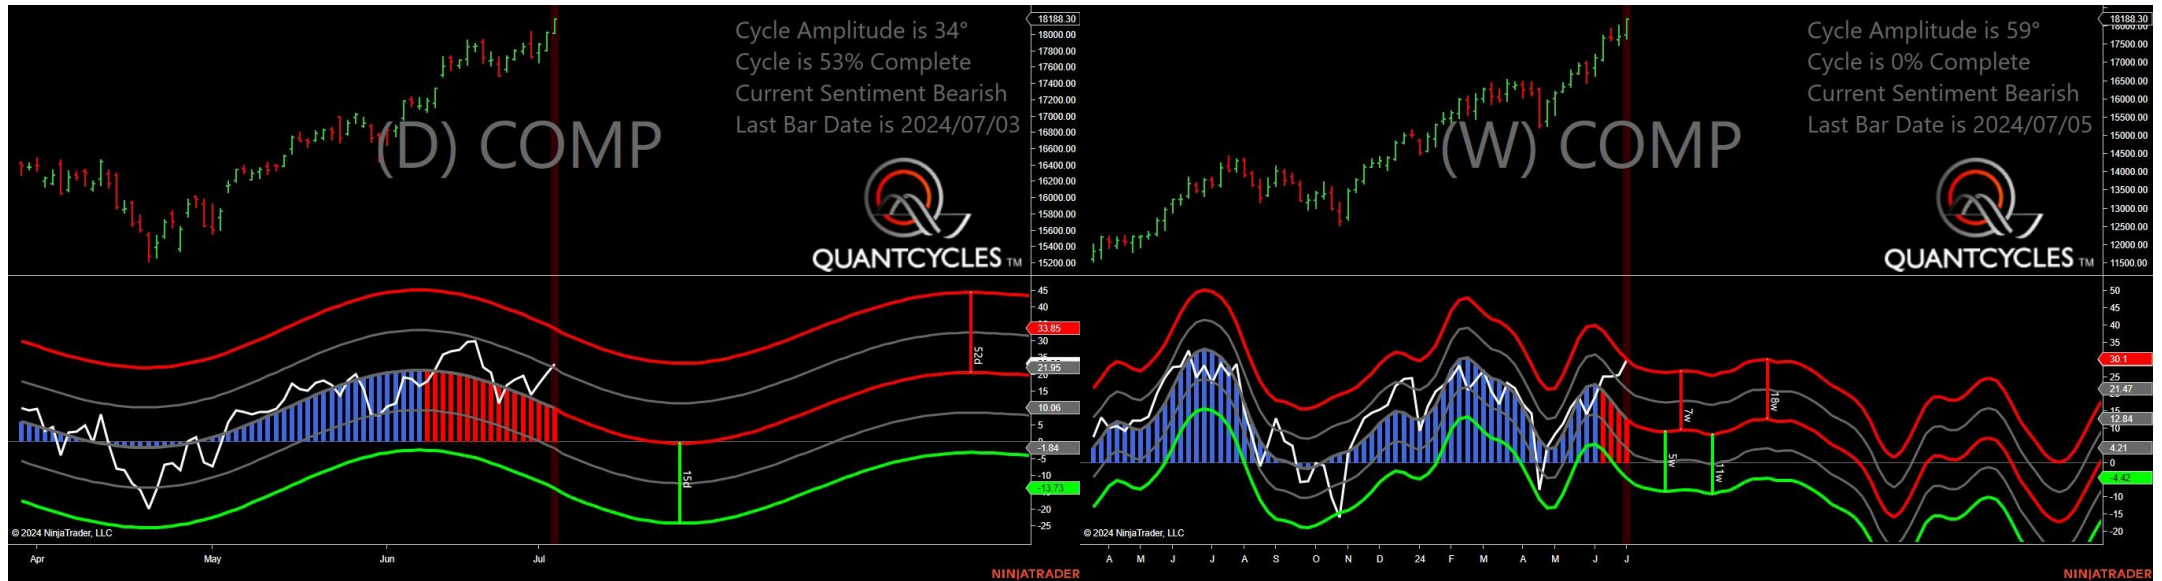 Cycle Amplitude is 34°
Cycle is 53% Complete
Current Sentiment Bearish
Last Bar Date is 2024/07/03
(D) COMP
QUANTCYCLES TM
18188.30
18000.00
17800.00
17600.00
17400.00
17200.00
17000.00
16800.00
16600.00
16400.00
16200.00
16000.00
15800.00
15600.00
15400.00
15200.00
45
40
33.85
30
21.95
15
10.06
5
-1.84
-5
-13.73
-20
-25
52d
15d
© 2024 NinjaTrader, LLC
Apr May Jun Jul
NINJATRADER
Cycle Amplitude is 59°
Cycle is 0% Complete
Current Sentiment Bearish
Last Bar Date is 2024/07/05
(W) COMP
QUANTCYCLES TM
18188.30
17500.00
17000.00
16500.00
16000.00
15500.00
15000.00
14500.00
14000.00
13500.00
13000.00
12500.00
12000.00
11500.00
50
45
40
35
30.1
25
21.47
15
12.84
10
4.21
0
-4.42
-10
-15
-20
7w
18w
5w
11w
© 2024 NinjaTrader, LLC
A M J J A S O N D 24 F M A M J J
NINJATRADER